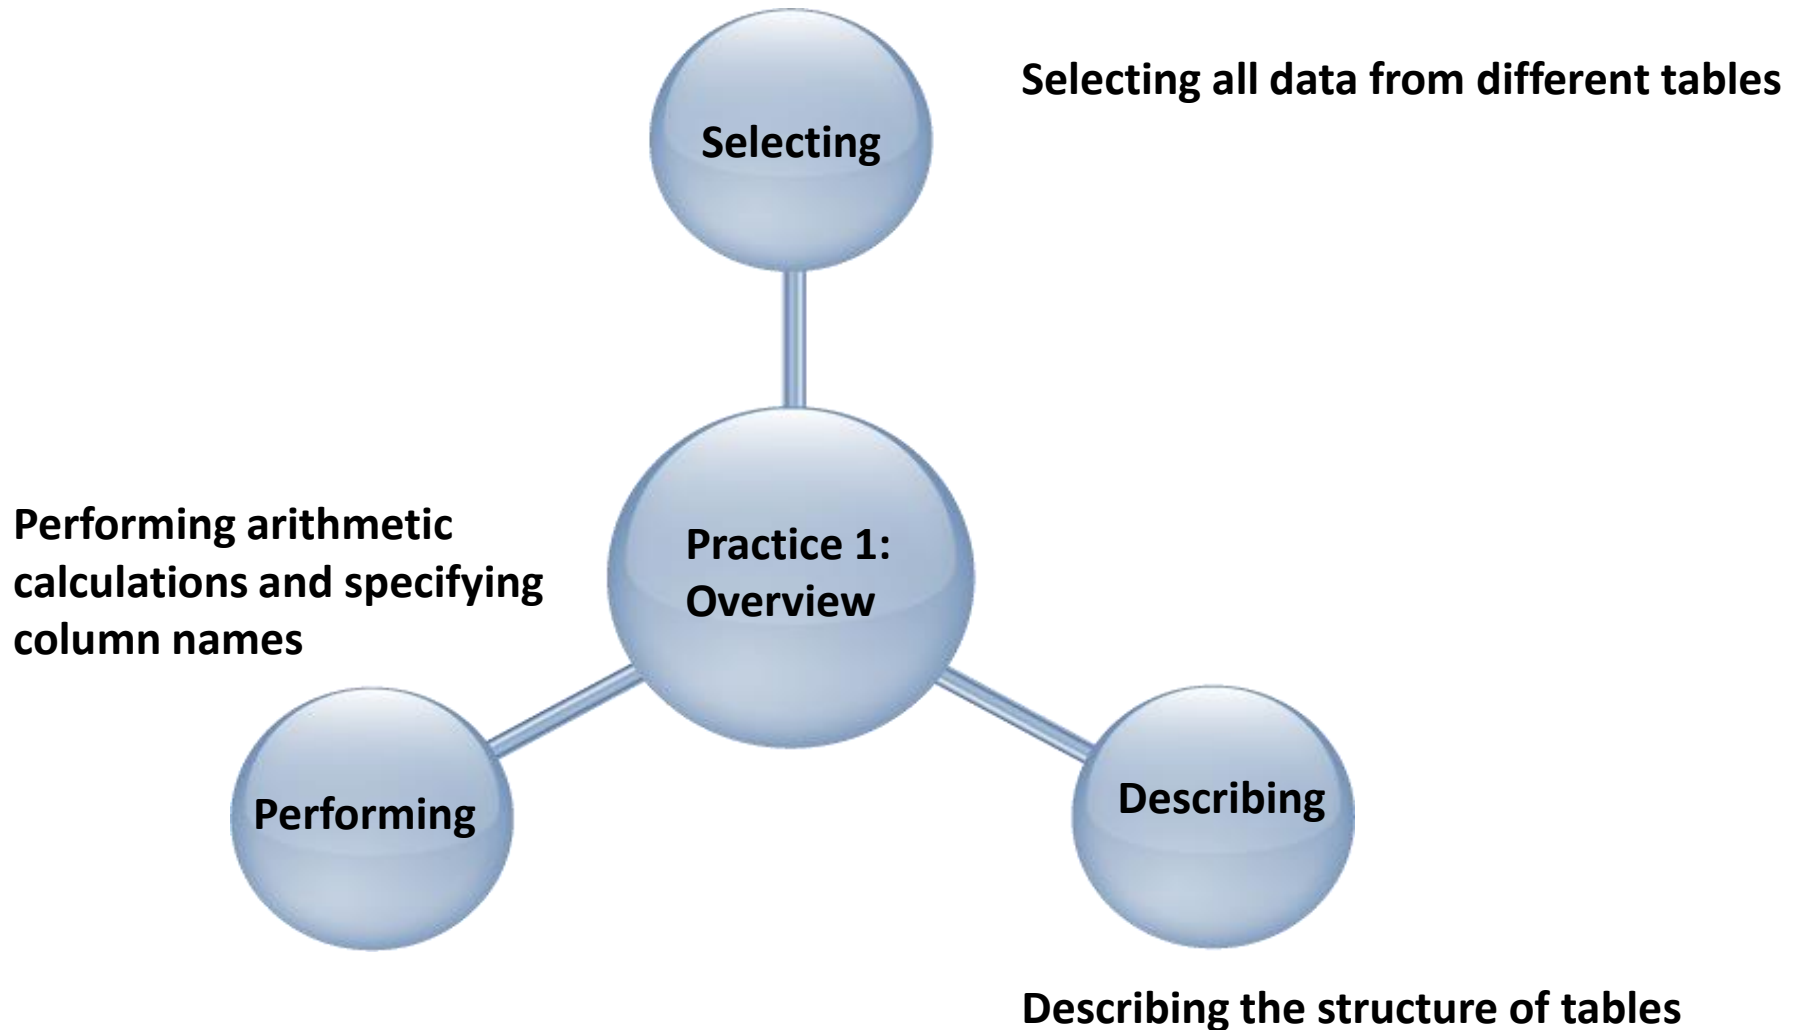 Selecting all data from different tables
Selecting
Performing arithmetic
calculations and specifying
column names
Practice 1:
Overview
Performing
Describing
Describing the structure of tables